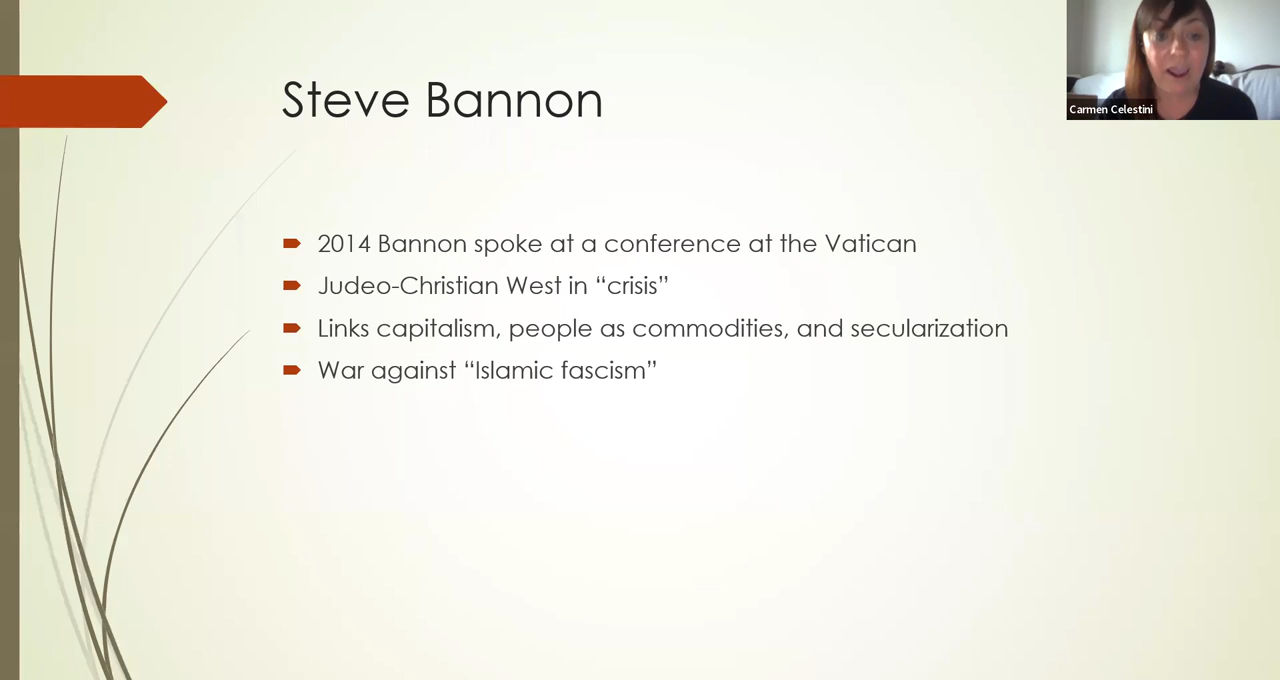 Steve Bannon
Carmen Celestini
2014 Bannon spoke at a conference at the Vatican
Judeo-Christian West in “crisis”
Links capitalism, people as commodities, and secularization
War against “Islamic fascism”